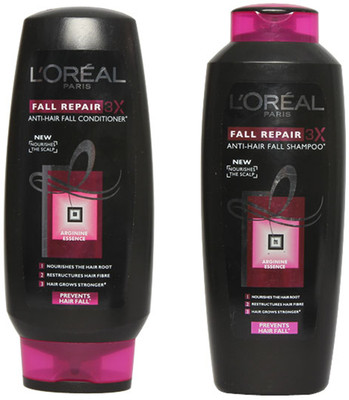 L'ORÉAL
PARIS
FALL REPAIR 3X
ANTI-HAIR FALL CONDITIONER*
NEW
NOURISHES
THE SCALP
ARGININE
ESSENCE
1 NOURISHES THE HAIR ROOT
2 RESTRUCTURES HAIR FIBRE
3 HAIR GROWS STRONGER*
PREVENTS
HAIR FALL*
L'ORÉAL
PARIS
FALL REPAIR 3X
ANTI-HAIR FALL SHAMPOO*
NEW
NOURISHES
THE SCALP
ARGININE
ESSENCE
1 NOURISHES THE HAIR ROOT
2 RESTRUCTURES HAIR FIBRE
3 HAIR GROWS STRONGER*
PREVENTS
HAIR FALL*